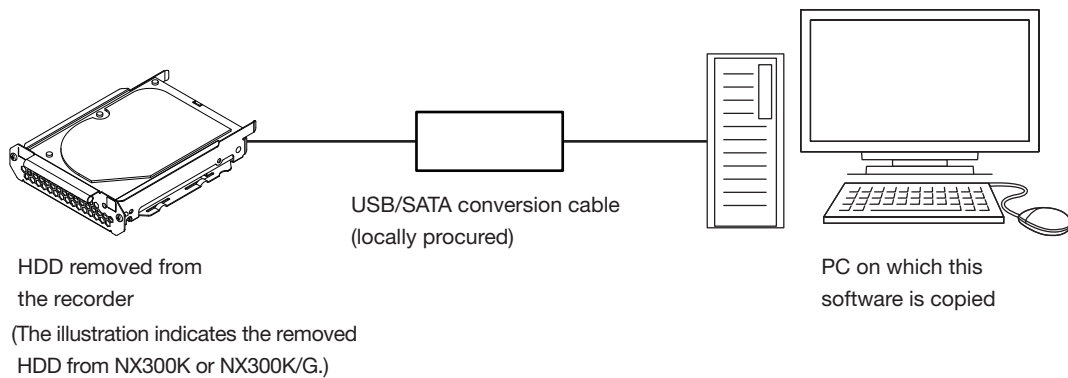 USB/SATA conversion cable
(locally procured)
HDD removed from
the recorder
(The illustration indicates the removed
HDD from NX300K or NX300K/G.)
PC on which this
software is copied